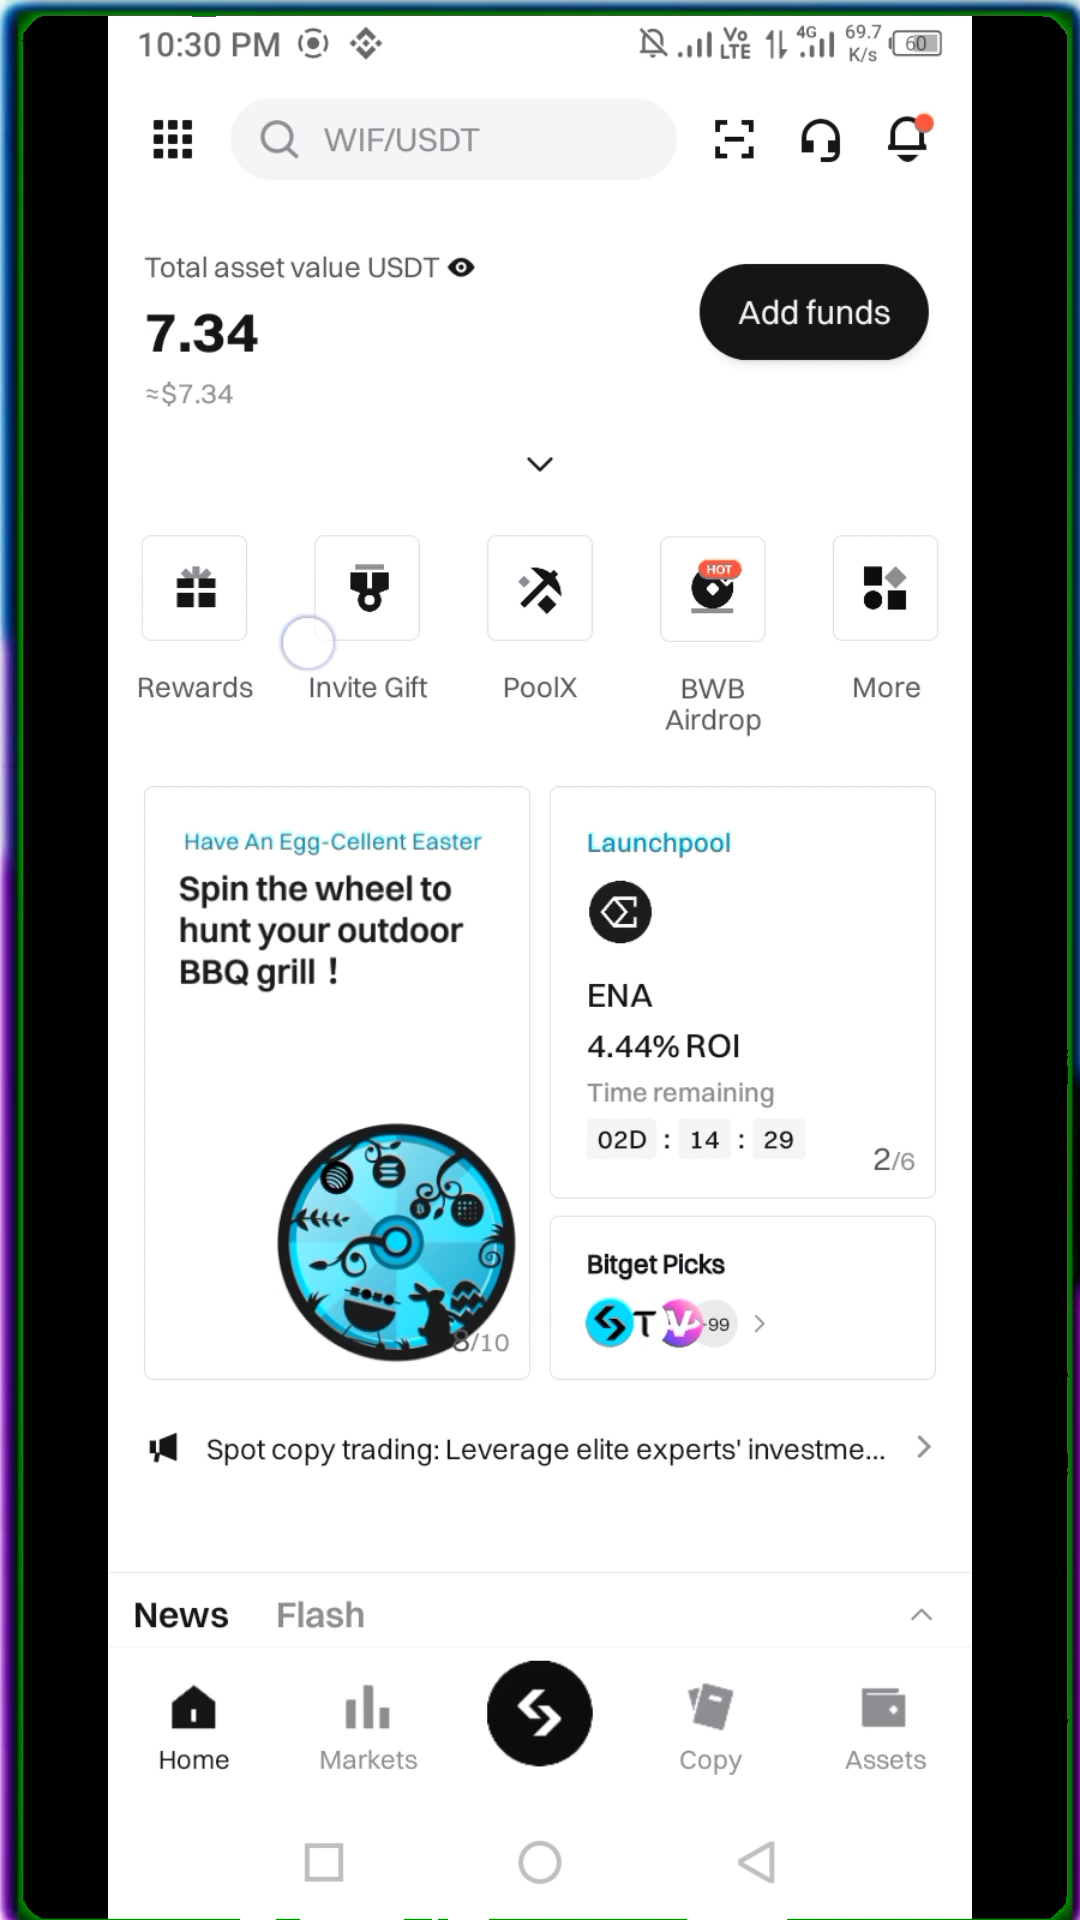 10:30 PM
Vo LTE
4G
69.7 K/s
60
WIF/USDT
Total asset value USDT
7.34
≈$7.34
Add funds
HOT
Rewards
Invite Gift
PoolX
BWB
Airdrop
More
Have An Egg-Cellent Easter
Spin the wheel to
hunt your outdoor
BBQ grill！
8/10
Launchpool
ENA
4.44% ROI
Time remaining
02D : 14 : 29
2/6
Bitget Picks
T
99
Spot copy trading: Leverage elite experts' investme...
News
Flash
Home
Markets
Copy
Assets